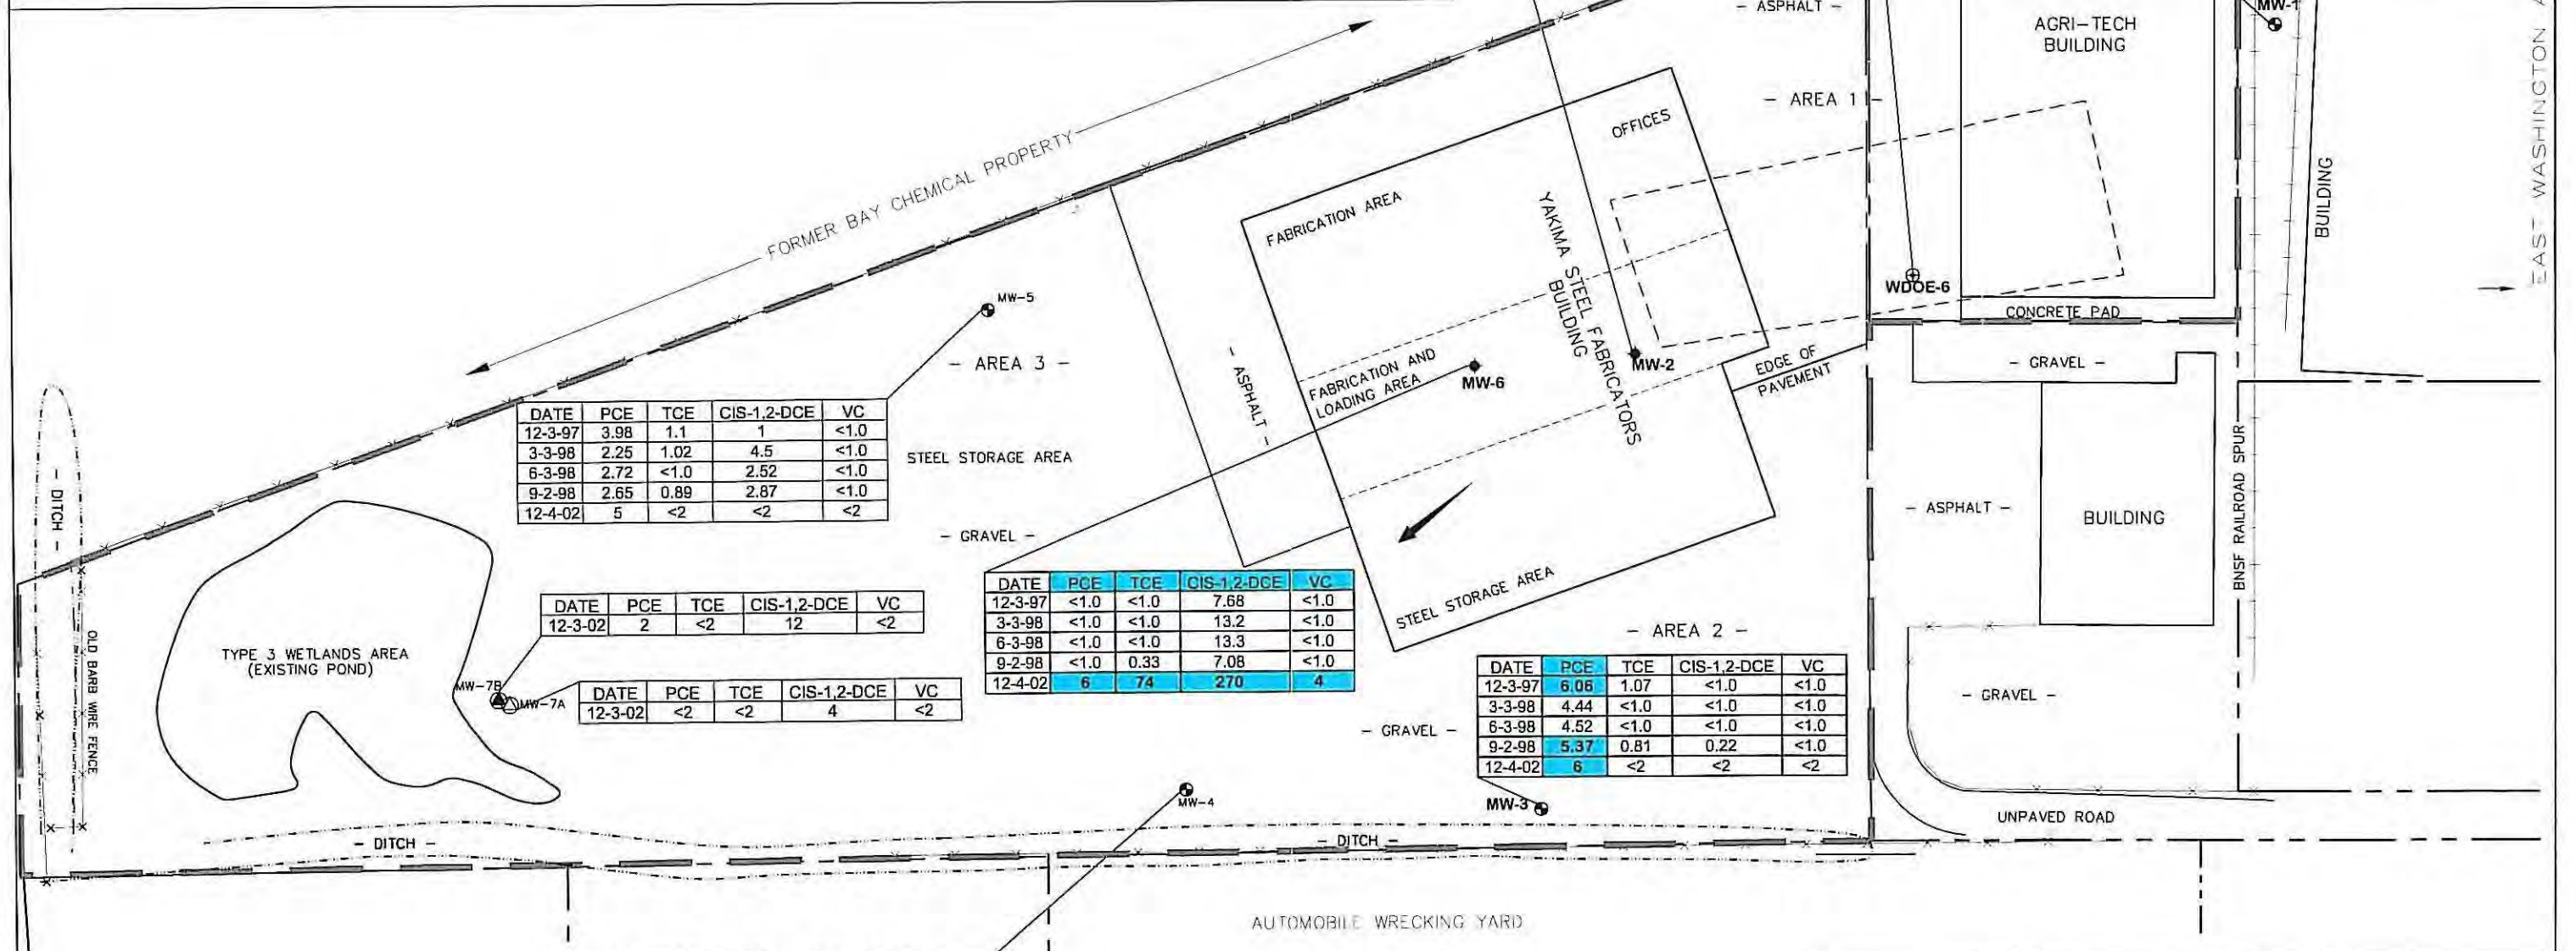 - ASPHALT -
MW-1
AGRI-TECH
BUILDING
EAST WASHINGTON A
- AREA 1 -
OFFICES
FORMER BAY CHEMICAL PROPERTY
FABRICATION AREA
BUILDING
YAKIMA STEEL FABRICATORS
BUILDING
WDOE-6
MW-5
CONCRETE PAD
- AREA 3 -
- ASPHALT -
FABRICATION AND
LOADING AREA
MW-6
MW-2
EDGE OF
PAVEMENT
- GRAVEL -
DATE PCE TCE CIS-1,2-DCE VC
12-3-97 3.98 1.1 1 <1.0
3-3-98 2.25 1.02 4.5 <1.0
6-3-98 2.72 <1.0 2.52 <1.0
9-2-98 2.65 0.89 2.87 <1.0
12-4-02 5 <2 <2 <2
STEEL STORAGE AREA
- DITCH -
BNSF RAILROAD SPUR
- GRAVEL -
- ASPHALT -
BUILDING
DATE PCE TCE CIS-1,2-DCE VC
12-3-97 <1.0 <1.0 7.68 <1.0
3-3-98 <1.0 <1.0 13.2 <1.0
6-3-98 <1.0 <1.0 13.3 <1.0
9-2-98 <1.0 0.33 7.08 <1.0
12-4-02 6 74 270 4
STEEL STORAGE AREA
DATE PCE TCE CIS-1,2-DCE VC
12-3-02 2 <2 12 <2
OLD BARB WIRE FENCE
TYPE 3 WETLANDS AREA
(EXISTING POND)
- AREA 2 -
MW-7B
MW-7A
DATE PCE TCE CIS-1,2-DCE VC
12-3-02 <2 <2 4 <2
DATE PCE TCE CIS-1,2-DCE VC
12-3-97 6.06 1.07 <1.0 <1.0
3-3-98 4.44 <1.0 <1.0 <1.0
6-3-98 4.52 <1.0 <1.0 <1.0
9-2-98 5.37 0.81 0.22 <1.0
12-4-02 6 <2 <2 <2
- GRAVEL -
- GRAVEL -
MW-4
MW-3
UNPAVED ROAD
- DITCH -
- DITCH -
AUTOMOBILE WRECKING YARD